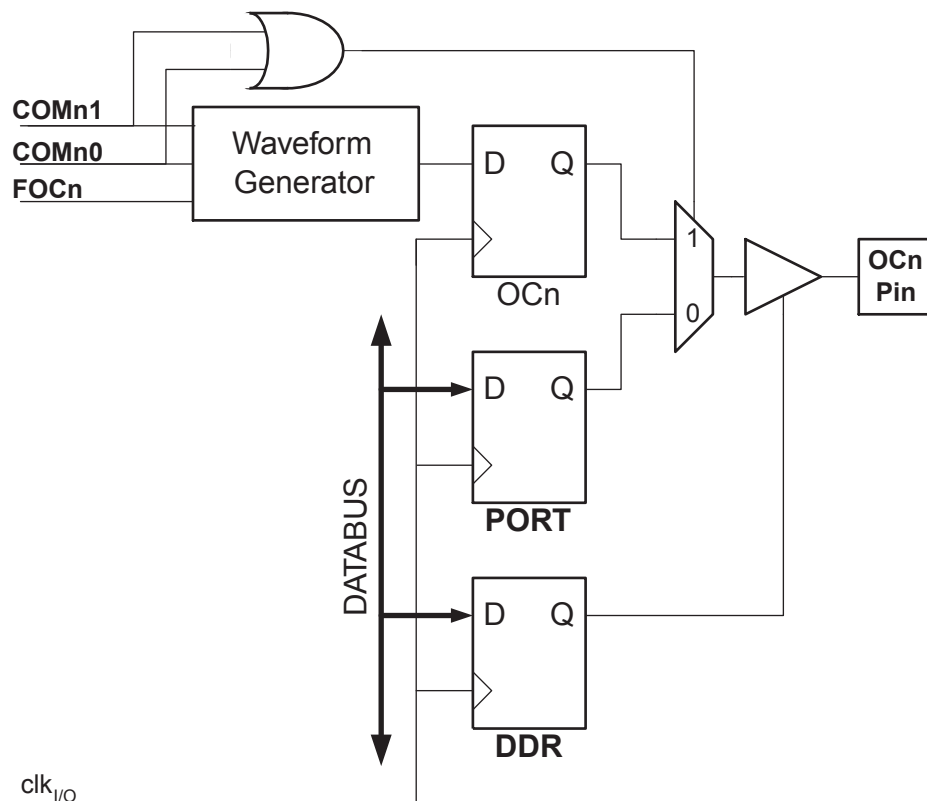 COMn1
COMn0
FOCn
Waveform
Generator
D Q
OCn
1
0
OCn
Pin
D Q
PORT
DATABUS
D Q
DDR
clkI/O